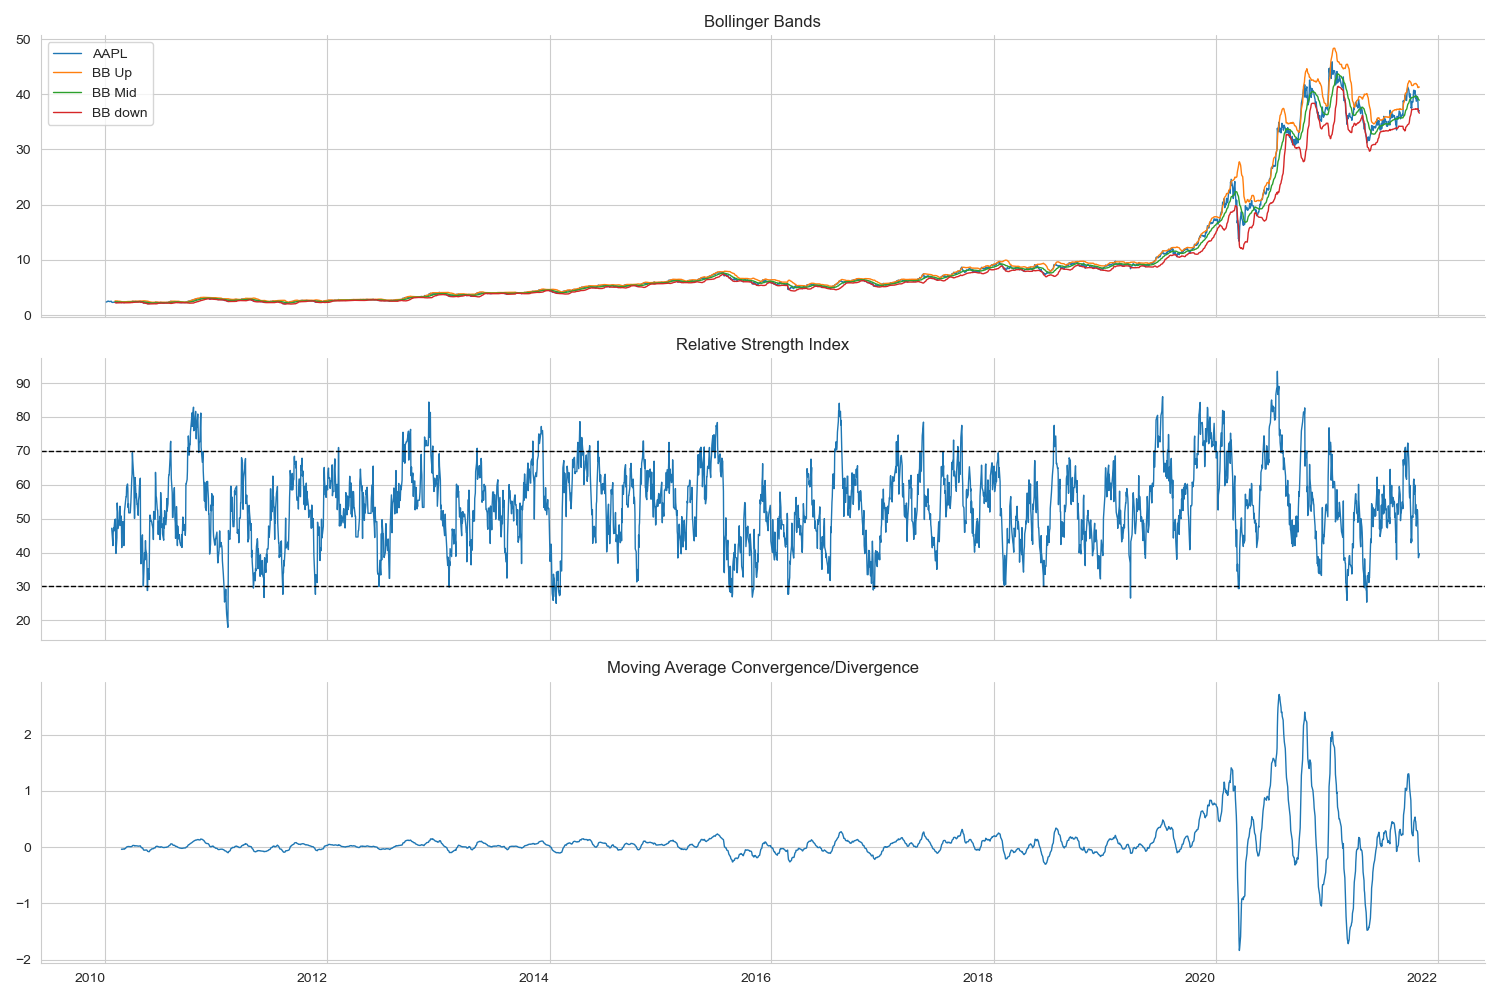 Bollinger Bands
50
40
30
20
10
0
AAPL
BB Up
BB Mid
BB down
Relative Strength Index
90
80
70
60
50
40
30
20
Moving Average Convergence/Divergence
2
1
0
−1
−2
2010 2012 2014 2016 2018 2020 2022